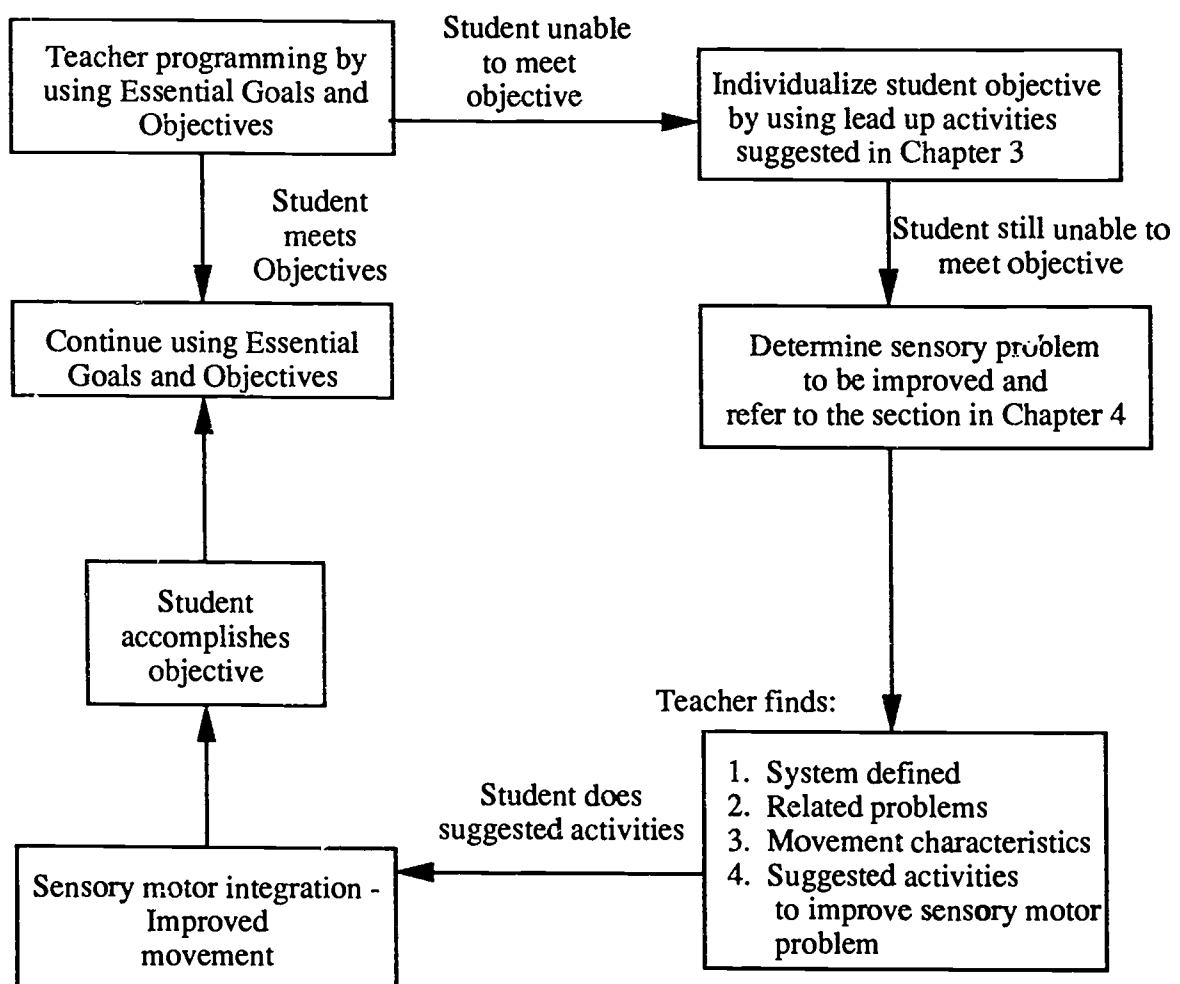 Teacher programming by
using Essential Goals and
Objectives
Student unable
to meet
objective
Individualize student objective
by using lead up activities
suggested in Chapter 3
Student
meets
Objectives
Student still unable to
meet objective
Continue using Essential
Goals and Objectives
Determine sensory problem
to be improved and
refer to the section in Chapter 4
Student
accomplishes
objective
Teacher finds:
1. System defined
2. Related problems
3. Movement characteristics
4. Suggested activities
to improve sensory motor
problem
Student does
suggested activities
Sensory motor integration -
Improved
movement